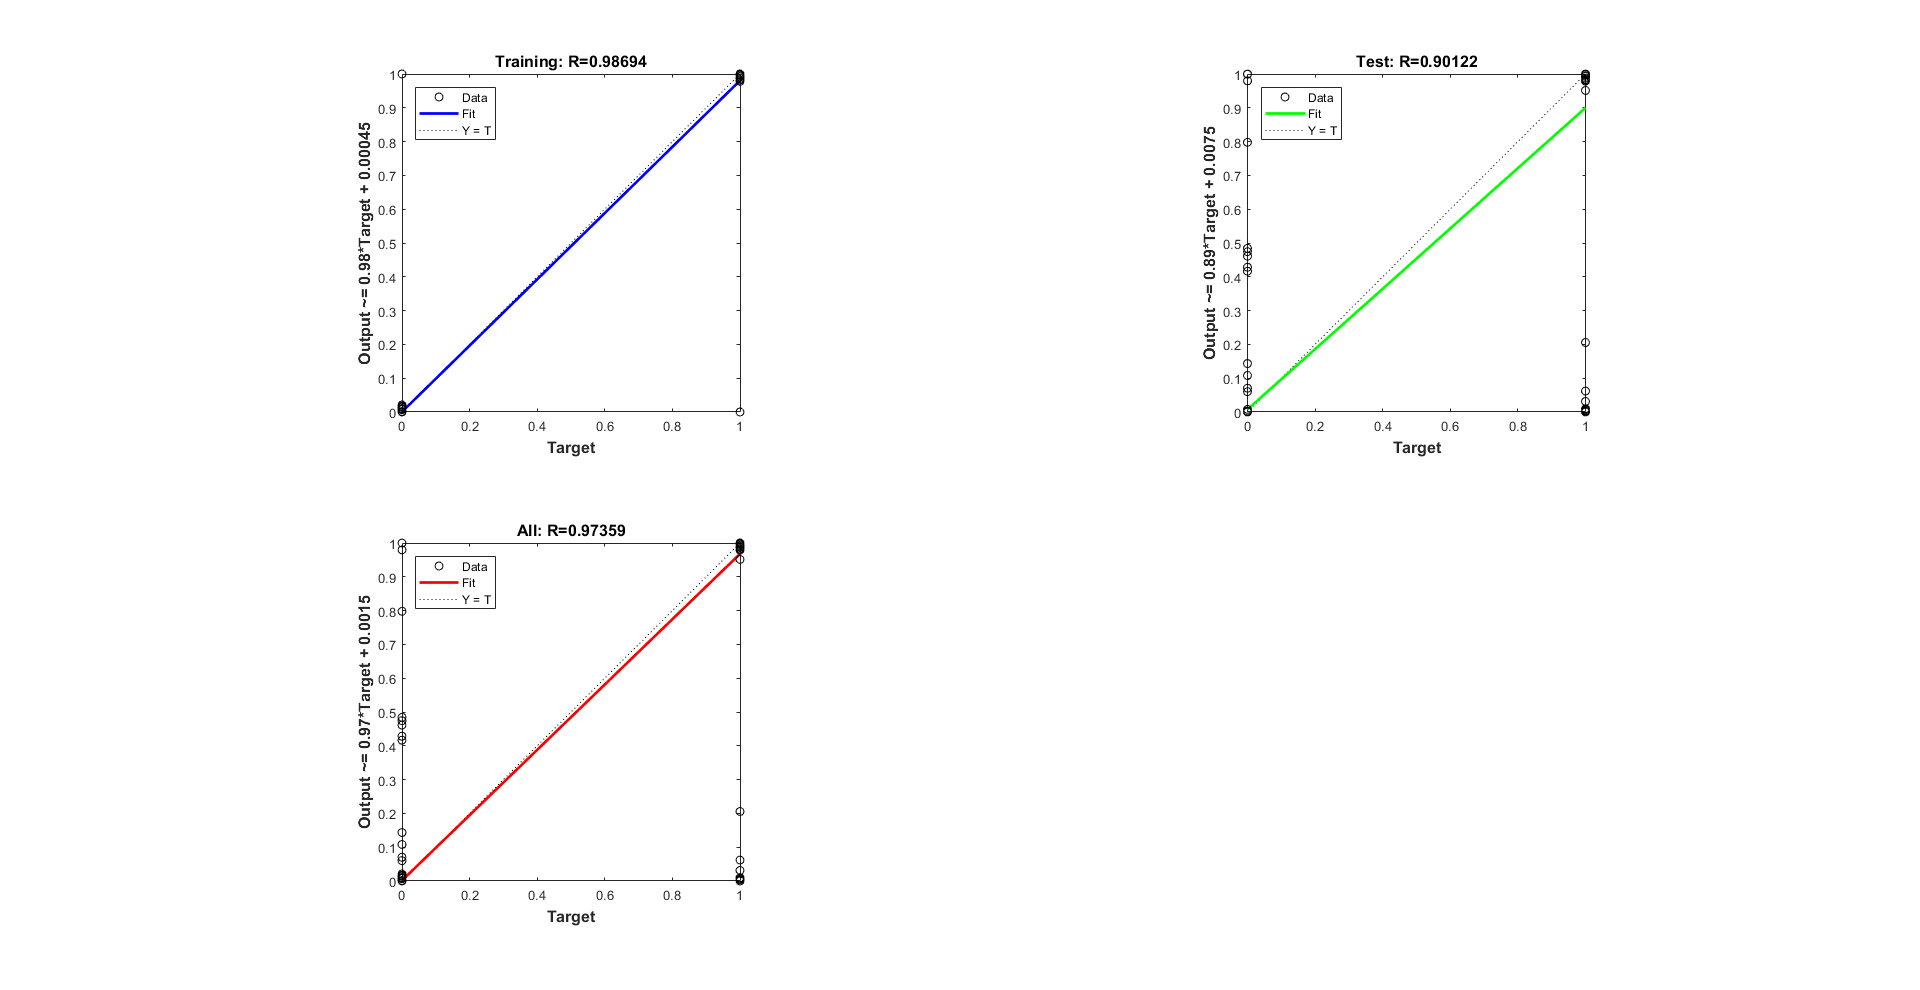 Training: R=0.98694
Output ~= 0.98*Target + 0.00045
1
0.9
0.8
0.7
0.6
0.5
0.4
0.3
0.2
0.1
0
Data
Fit
Y = T
0 0.2 0.4 0.6 0.8 1
Target
Test: R=0.90122
Output ~= 0.89*Target + 0.0075
1
0.9
0.8
0.7
0.6
0.5
0.4
0.3
0.2
0.1
0
Data
Fit
Y = T
0 0.2 0.4 0.6 0.8 1
Target
All: R=0.97359
Output ~= 0.97*Target + 0.0015
1
0.9
0.8
0.7
0.6
0.5
0.4
0.3
0.2
0.1
0
Data
Fit
Y = T
0 0.2 0.4 0.6 0.8 1
Target